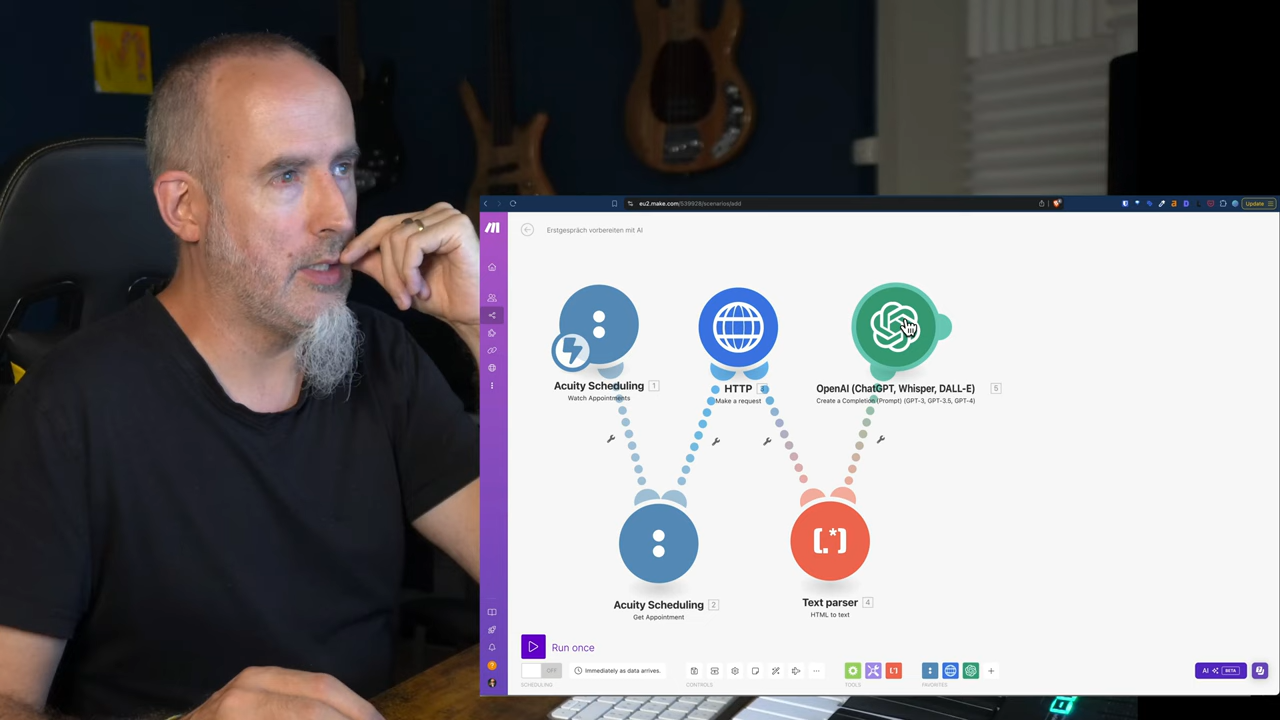 eu2.make.com/539928/scenarios/add
Update
Erstgespräch vorbereiten mit AI
Acuity Scheduling 1
Watch Appointments
HTTP
Make a request
OpenAI (ChatGPT, Whisper, DALL-E) 5
Create a Completion (Prompt) (GPT-3, GPT-3.5, GPT-4)
[.*]
Acuity Scheduling 2
Get Appointment
Text parser 4
HTML to text
Run once
OFF
Immediately as data arrives.
AI BETA
SCHEDULING
CONTROLS
TOOLS
FAVORITES